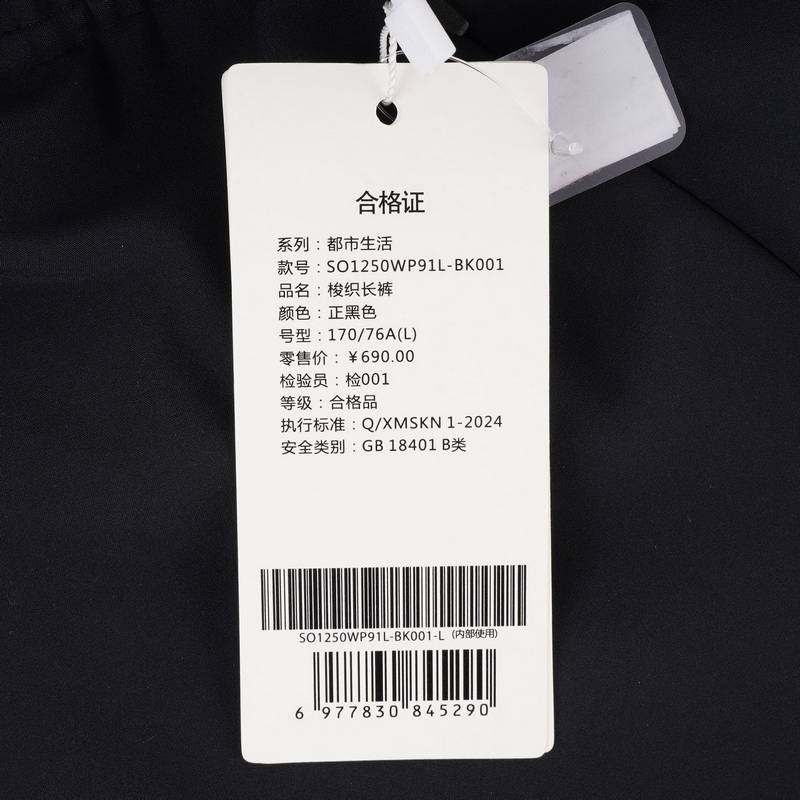 合格证
系列：都市生活
款号：SO1250WP91L-BK001
品名：梭织长裤
颜色：正黑色
号型：170/76A(L)
零售价：￥690.00
检验员：检001
等级：合格品
执行标准：Q/XMSKN 1-2024
安全类别：GB 18401 B类
SO1250WP91L-BK001-L (内部使用)
6 977830 845290